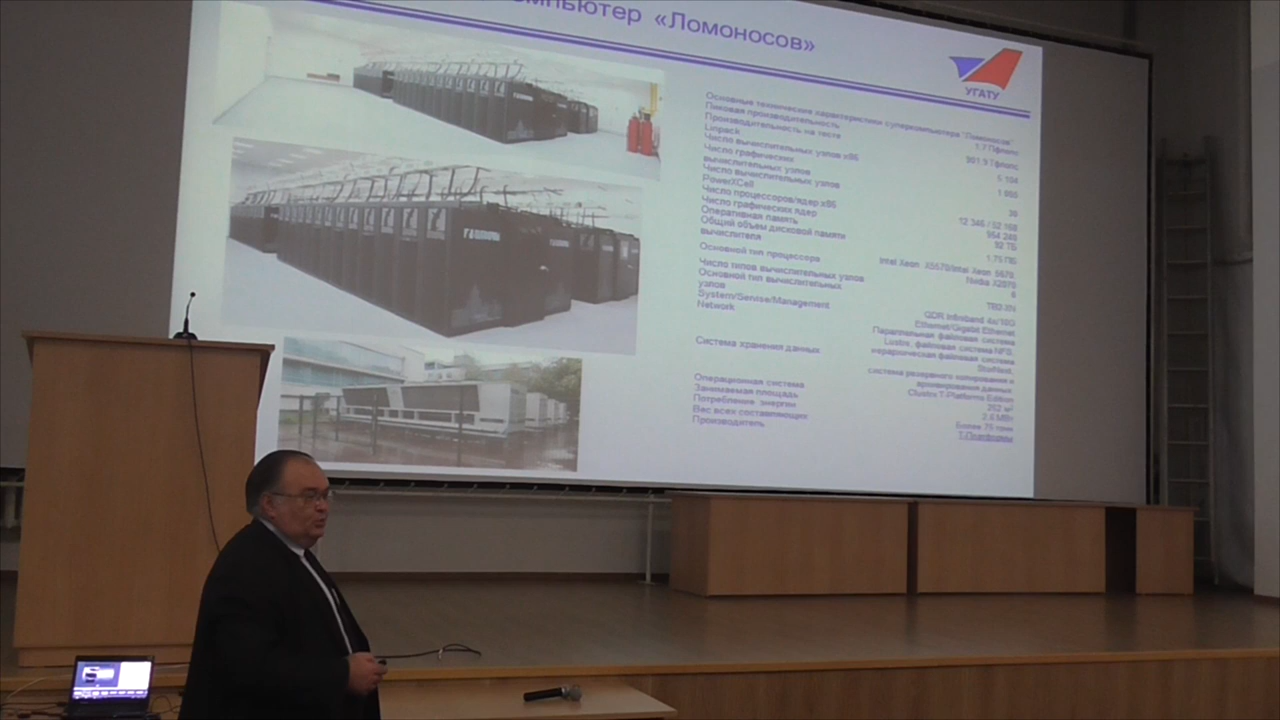 компьютер «Ломоносов»
УГАТУ
Основные технические характеристики суперкомпьютера "Ломоносов"
Пиковая производительность 1.7 Пфлопс
Производительность на тесте
Linpack 901.9 Тфлопс
Число вычислительных узлов x86 5 104
Число графических
вычислительных узлов 1 065
Число вычислительных узлов
PowerXCell 30
Число процессоров/ядер x86 12 346 / 52 168
Число графических ядер 954 240
Оперативная память 92 ТБ
Общий объем дисковой памяти
вычислителя 1.75 ПБ
Основной тип процессора Intel Xeon X5570/Intel Xeon 5670,
Nvidia X2070
Число типов вычислительных узлов 6
Основной тип вычислительных
узлов TB2-XN
System/Servise/Management
Network QDR Infiniband 4x/10G
Ethernet/Gigabit Ethernet
Система хранения данных Параллельная файловая система
Lustre, файловая система NFS,
иерархическая файловая система
StorNext,
система резервного копирования и
архивирования данных
Операционная система Clustrx T-Platforms Edition
Занимаемая площадь 252 м²
Потребление энергии 2.6 МВт
Вес всех составляющих Более 75 тонн
Производитель Т-Платформы